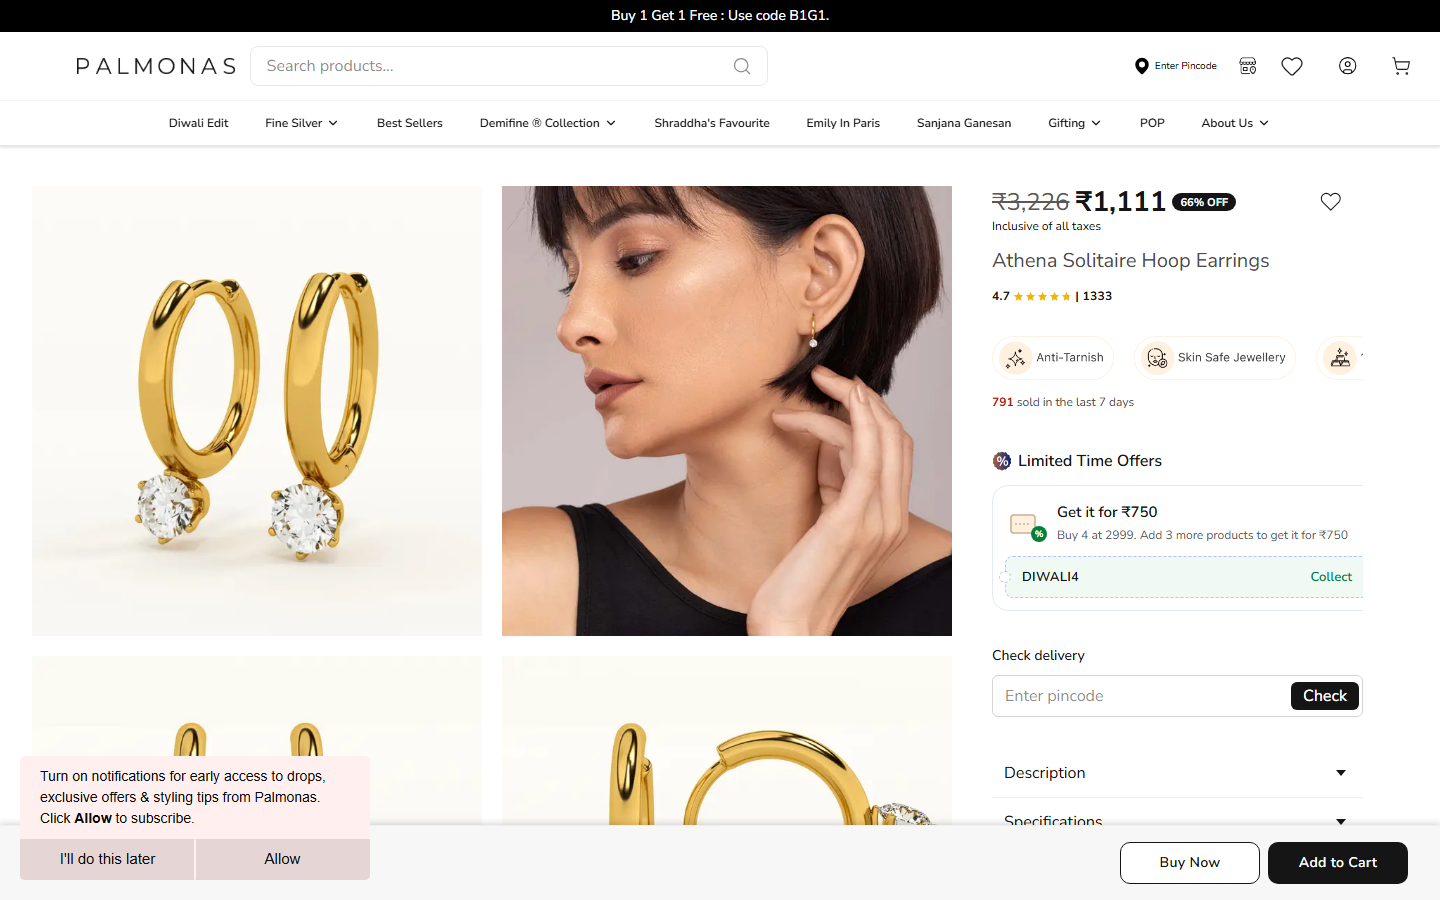 Buy 1 Get 1 Free : Use code B1G1.
PALMONAS
Search products...
Enter Pincode
Diwali Edit
Fine Silver
Best Sellers
Demifine ® Collection
Shraddha's Favourite
Emily In Paris
Sanjana Ganesan
Gifting
POP
About Us
₹3,226 ₹1,111 66% OFF
Inclusive of all taxes
Athena Solitaire Hoop Earrings
4.7 | 1333
Anti-Tarnish
Skin Safe Jewellery
791 sold in the last 7 days
% Limited Time Offers
Get it for ₹750
% Buy 4 at 2999. Add 3 more products to get it for ₹750
DIWALI4
Collect
Check delivery
Enter pincode
Check
Description
Specifications
Turn on notifications for early access to drops,
exclusive offers & styling tips from Palmonas.
Click Allow to subscribe.
I'll do this later
Allow
Buy Now
Add to Cart